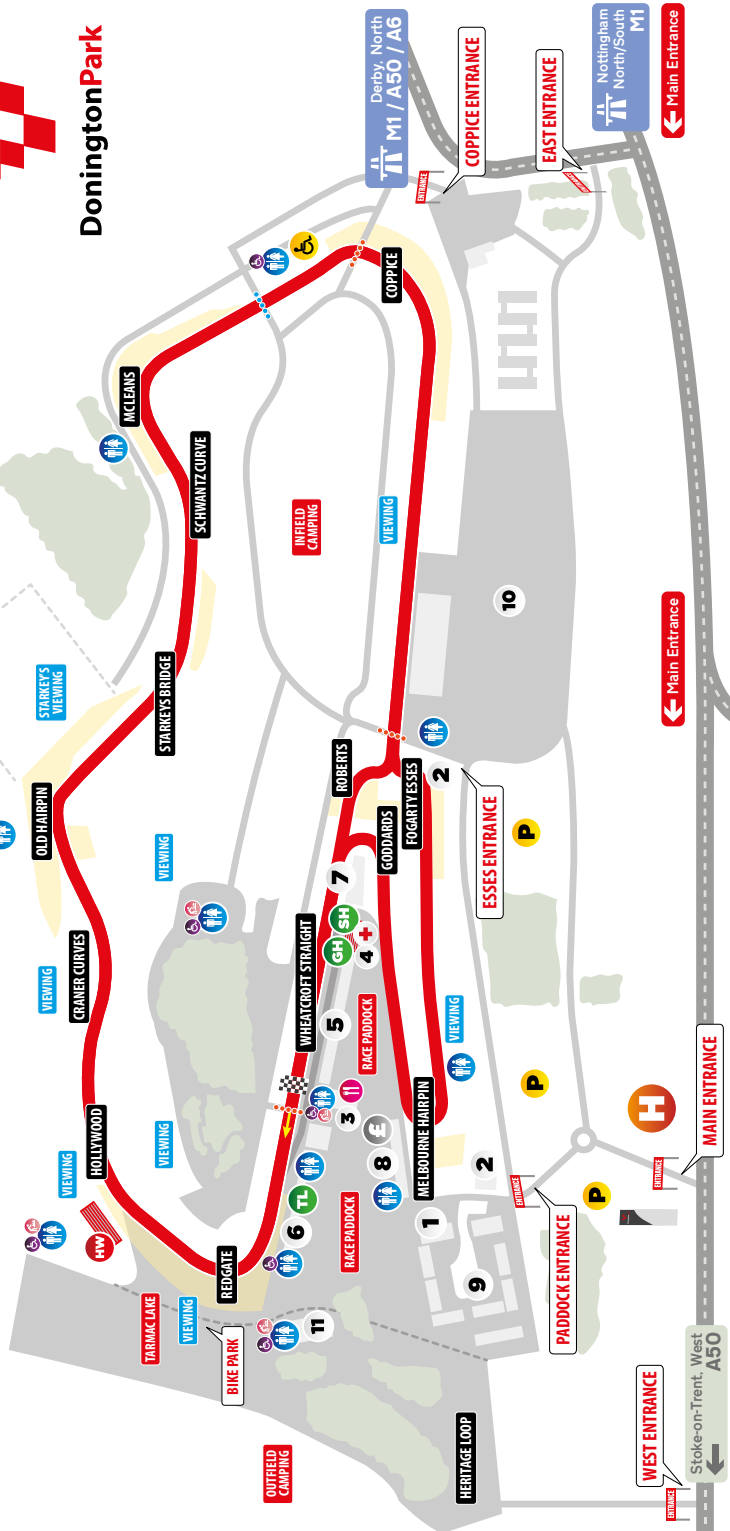 DoningtonPark
Derby, North
M1 / A50 / A6
COPPICE ENTRANCE
EAST ENTRANCE
Nottingham
North/South
M1
Main Entrance
ENTRANCE
ENTRANCE
COPPICE
MCLEANS
SCHWANTZ CURVE
INFIELD
CAMPING
VIEWING
10
STARKEY'S
VIEWING
STARKEYS BRIDGE
Main Entrance
OLD HAIRPIN
VIEWING
ROBERTS
GODDARDS
FOGARTY ESSES
2
ESSES ENTRANCE
P
7
SH
GH
4
WHEATCROFT STRAIGHT
5
RACE PADDOCK
VIEWING
CRANER CURVES
VIEWING
HOLLYWOOD
VIEWING
VIEWING
3
£
8
MELBOURNE HAIRPIN
2
P
H
MAIN ENTRANCE
ENTRANCE
ENTRANCE
PADDOCK ENTRANCE
P
HW
TL
6
RACE PADDOCK
1
9
REDGATE
TARMAC LAKE
VIEWING
BIKE PARK
11
OUTFIELD
CAMPING
HERITAGE LOOP
WEST ENTRANCE
ENTRANCE
Stoke-on-Trent, West
A50